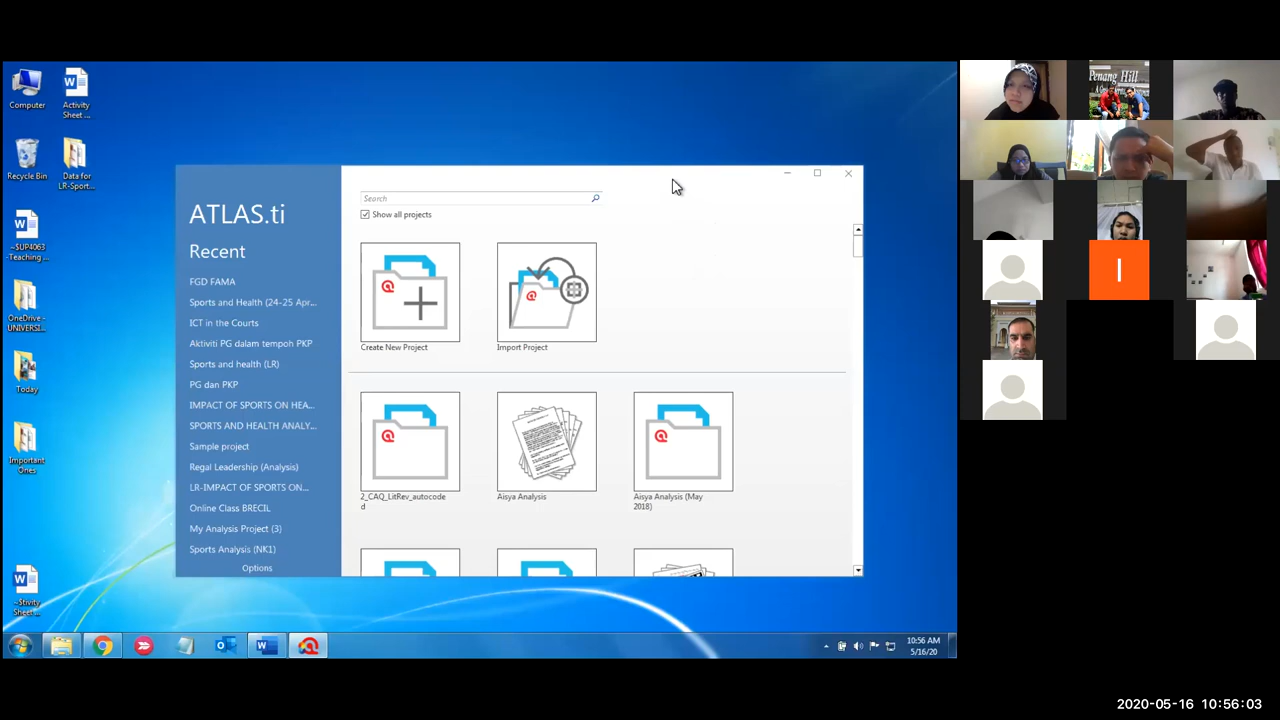 Computer
Activity
Sheet ...
Recycle Bin
Data for
LR-Sport...
~$UP4063
-Teaching ...
OneDrive -
UNIVERSI...
Today
Important
Ones
~$tivity
Sheet...
ATLAS.ti
Recent
FGD FAMA
Sports and Health (24-25 Apr...
ICT in the Courts
Aktiviti PG dalam tempoh PKP
Sports and health (LR)
PG dan PKP
IMPACT OF SPORTS ON HEA...
SPORTS AND HEALTH ANALY...
Sample project
Regal Leadership (Analysis)
LR-IMPACT OF SPORTS ON...
Online Class BRECIL
My Analysis Project (3)
Sports Analysis (NK1)
Options
Search
Show all projects
Create New Project
Import Project
2_CAQ_LitRev_autocode
d
Aisya Analysis
Aisya Analysis (May
2018)
10:56 AM
5/16/20
Penang Hill
I
2020-05-16 10:56:03